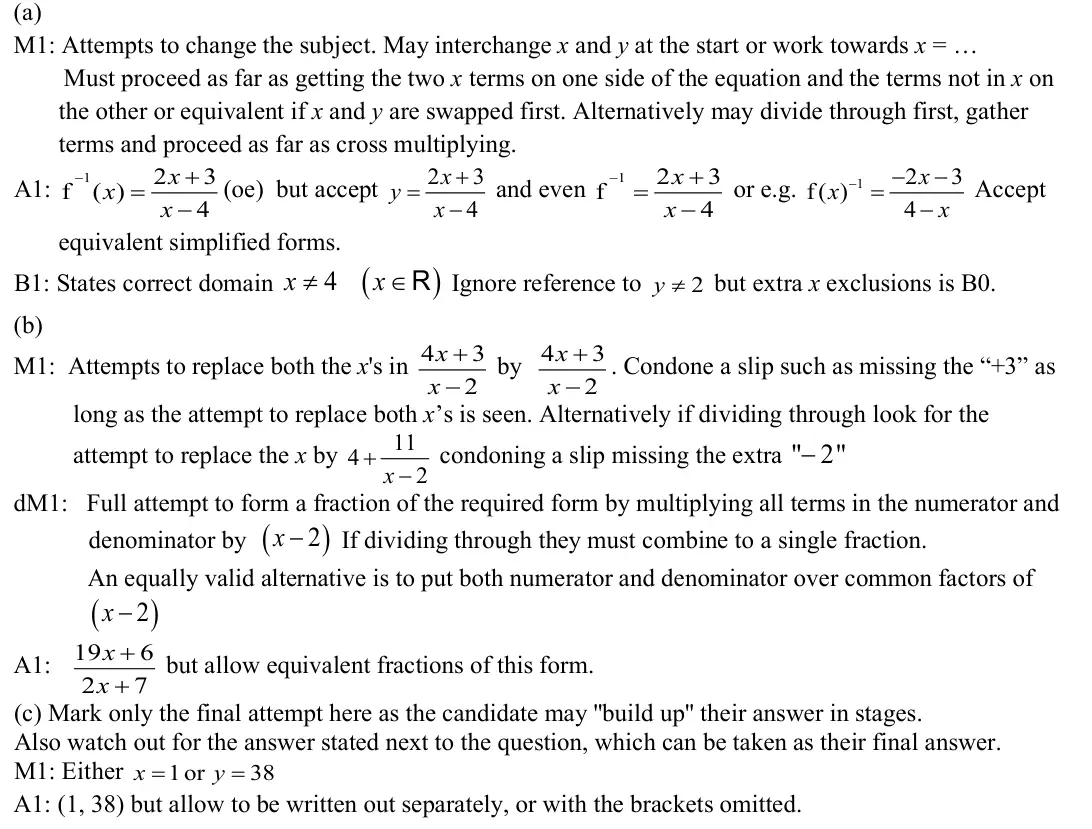 (a)
M1: Attempts to change the subject. May interchange x and y at the start or work towards x = …
Must proceed as far as getting the two x terms on one side of the equation and the terms not in x on
the other or equivalent if x and y are swapped first. Alternatively may divide through first, gather
terms and proceed as far as cross multiplying.
A1: f⁻¹(x) = (2x + 3)/(x − 4) (oe) but accept y = (2x + 3)/(x − 4) and even f⁻¹ = (2x + 3)/(x − 4) or e.g. f(x)⁻¹ = (−2x − 3)/(4 − x) Accept
equivalent simplified forms.
B1: States correct domain x ≠ 4 (x ∈ R) Ignore reference to y ≠ 2 but extra x exclusions is B0.
(b)
M1: Attempts to replace both the x's in (4x + 3)/(x − 2) by (4x + 3)/(x − 2). Condone a slip such as missing the “+3” as
long as the attempt to replace both x’s is seen. Alternatively if dividing through look for the
attempt to replace the x by 4 + 11/(x − 2) condoning a slip missing the extra "− 2"
dM1: Full attempt to form a fraction of the required form by multiplying all terms in the numerator and
denominator by (x − 2) If dividing through they must combine to a single fraction.
An equally valid alternative is to put both numerator and denominator over common factors of
(x − 2)
A1: (19x + 6)/(2x + 7) but allow equivalent fractions of this form.
(c) Mark only the final attempt here as the candidate may "build up" their answer in stages.
Also watch out for the answer stated next to the question, which can be taken as their final answer.
M1: Either x = 1 or y = 38
A1: (1, 38) but allow to be written out separately, or with the brackets omitted.